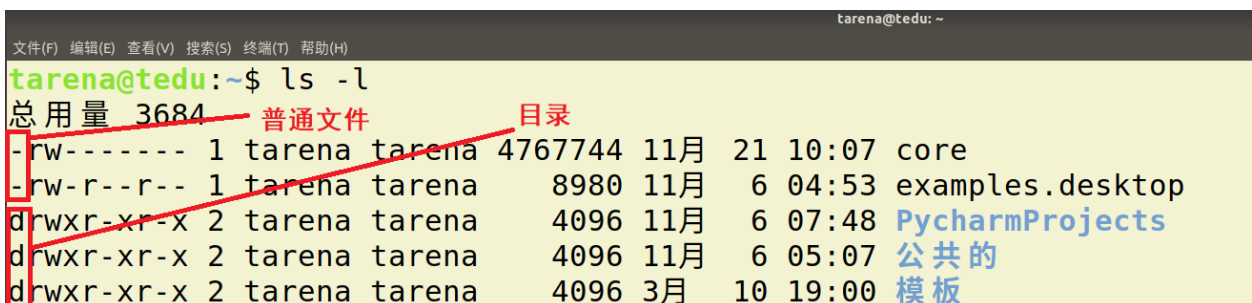 tarena@tedu: ~
文件(F) 编辑(E) 查看(V) 搜索(S) 终端(T) 帮助(H)
tarena@tedu:~$ ls -l
总用量 3684 普通文件 目录
-rw------- 1 tarena tarena 4767744 11月 21 10:07 core
-rw-r--r-- 1 tarena tarena 8980 11月 6 04:53 examples.desktop
drwxr-xr-x 2 tarena tarena 4096 11月 6 07:48 PycharmProjects
drwxr-xr-x 2 tarena tarena 4096 11月 6 05:07 公共的
drwxr-xr-x 2 tarena tarena 4096 3月 10 19:00 模板